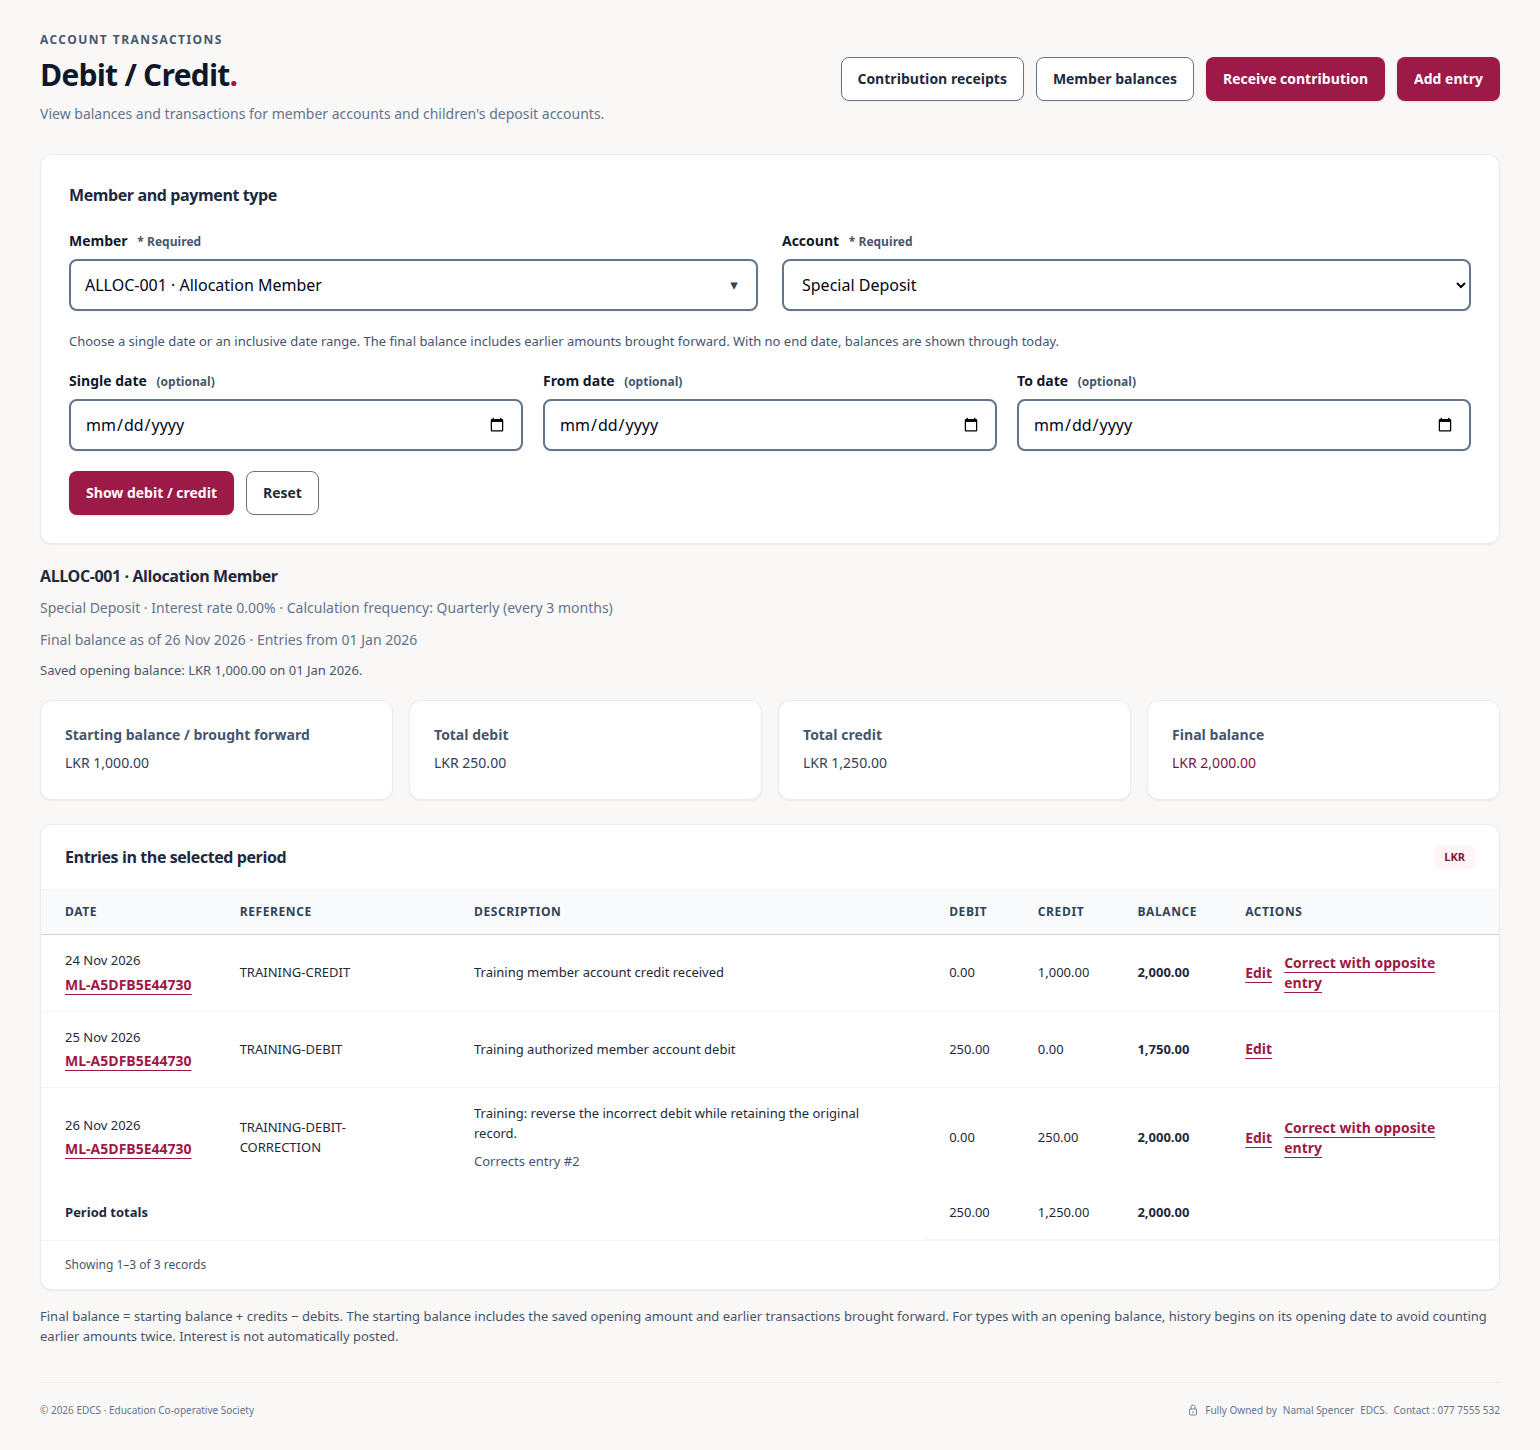 ACCOUNT TRANSACTIONS
Debit / Credit.
View balances and transactions for member accounts and children's deposit accounts.
Contribution receipts
Member balances
Receive contribution
Add entry
Member and payment type
Member * Required
Account * Required
ALLOC-001 · Allocation Member
Special Deposit
Choose a single date or an inclusive date range. The final balance includes earlier amounts brought forward. With no end date, balances are shown through today.
Single date (optional)
From date (optional)
To date (optional)
mm/dd/yyyy
mm/dd/yyyy
mm/dd/yyyy
Show debit / credit
Reset
ALLOC-001 · Allocation Member
Special Deposit · Interest rate 0.00% · Calculation frequency: Quarterly (every 3 months)
Final balance as of 26 Nov 2026 · Entries from 01 Jan 2026
Saved opening balance: LKR 1,000.00 on 01 Jan 2026.
Starting balance / brought forward
LKR 1,000.00
Total debit
LKR 250.00
Total credit
LKR 1,250.00
Final balance
LKR 2,000.00
Entries in the selected period
LKR
DATE REFERENCE DESCRIPTION DEBIT CREDIT BALANCE ACTIONS
24 Nov 2026
ML-A5DFB5E44730
TRAINING-CREDIT
Training member account credit received
0.00 1,000.00 2,000.00
Edit
Correct with opposite
entry
25 Nov 2026
ML-A5DFB5E44730
TRAINING-DEBIT
Training authorized member account debit
250.00 0.00 1,750.00
Edit
26 Nov 2026
ML-A5DFB5E44730
TRAINING-DEBIT-
CORRECTION
Training: reverse the incorrect debit while retaining the original
record.
Corrects entry #2
0.00 250.00 2,000.00
Edit
Correct with opposite
entry
Period totals 250.00 1,250.00 2,000.00
Showing 1–3 of 3 records
Final balance = starting balance + credits − debits. The starting balance includes the saved opening amount and earlier transactions brought forward. For types with an opening balance, history begins on its opening date to avoid counting
earlier amounts twice. Interest is not automatically posted.
© 2026 EDCS · Education Co-operative Society
Fully Owned by Namal Spencer EDCS. Contact : 077 7555 532